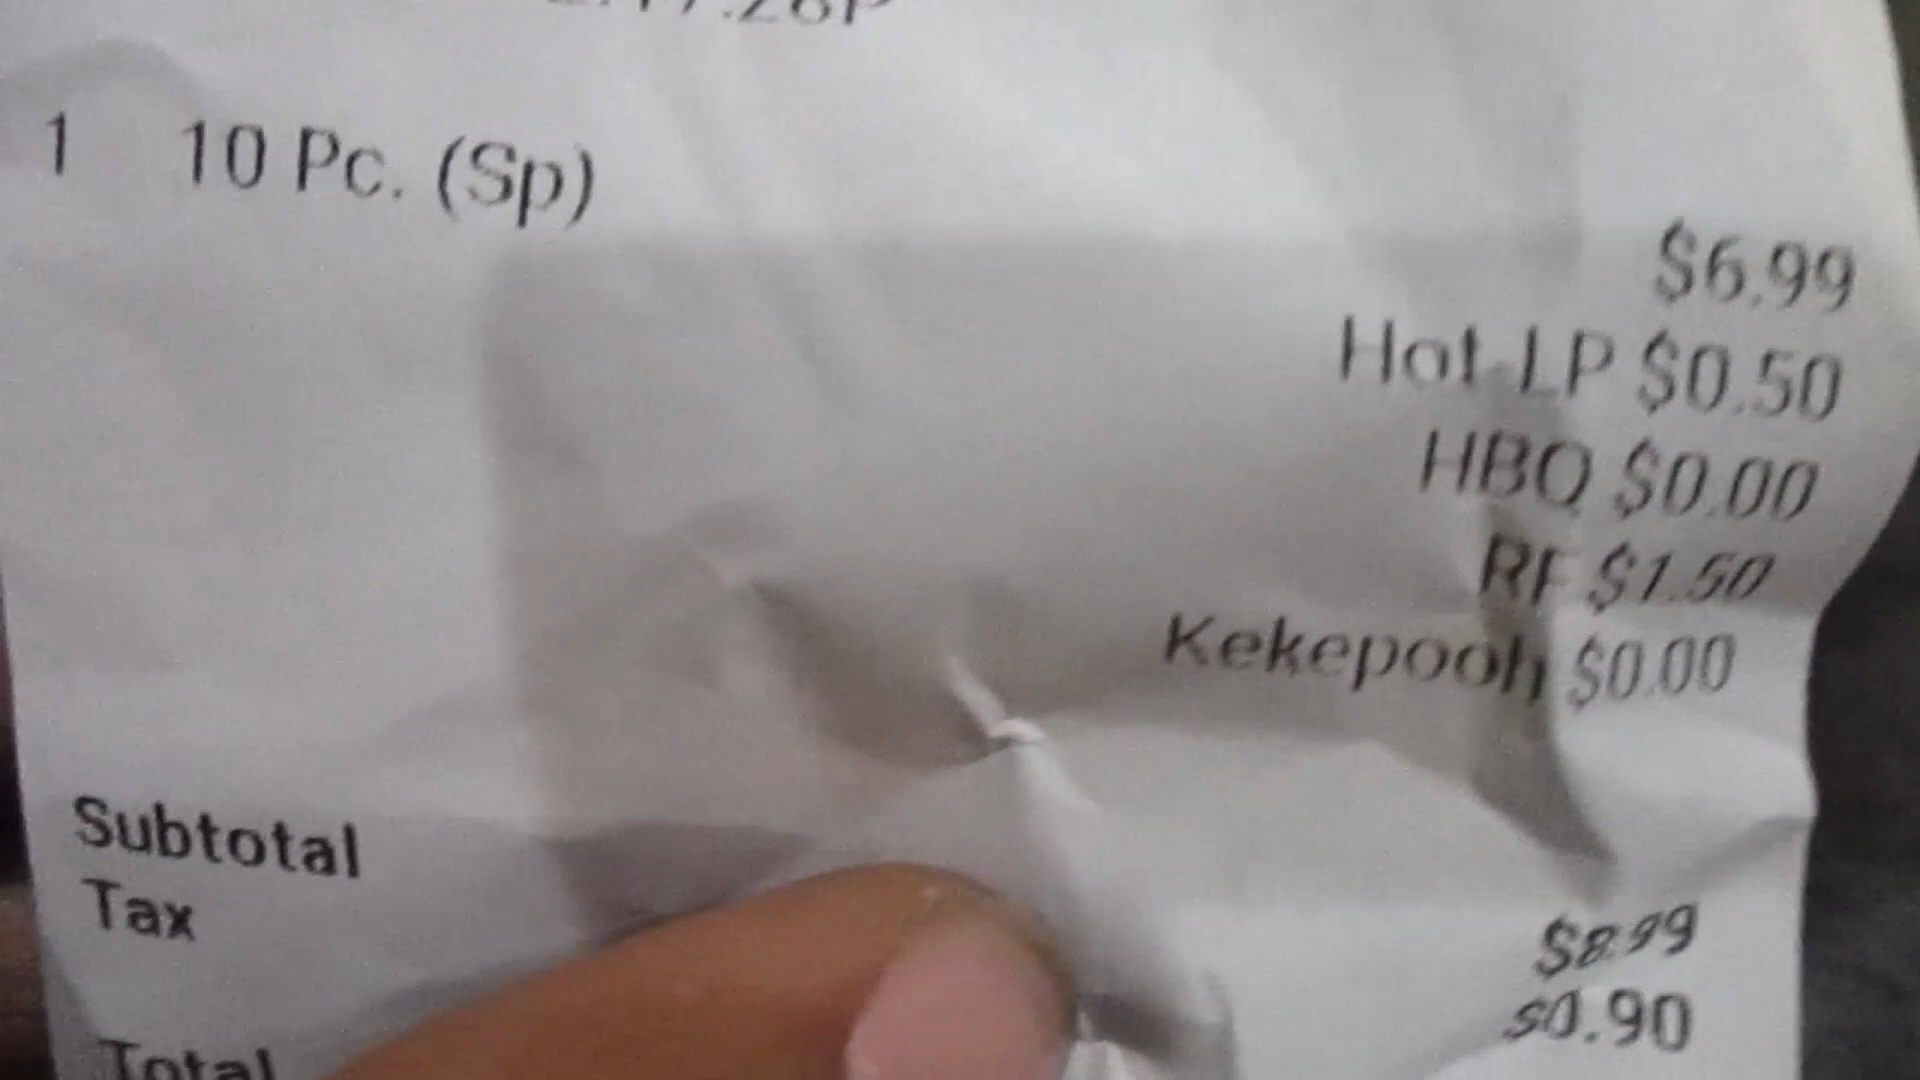 1 10 Pc. (Sp)
$6.99
Hot LP $0.50
HBQ $0.00
RF $1.50
Kekepooh $0.00
Subtotal $8.99
Tax $0.90
Total